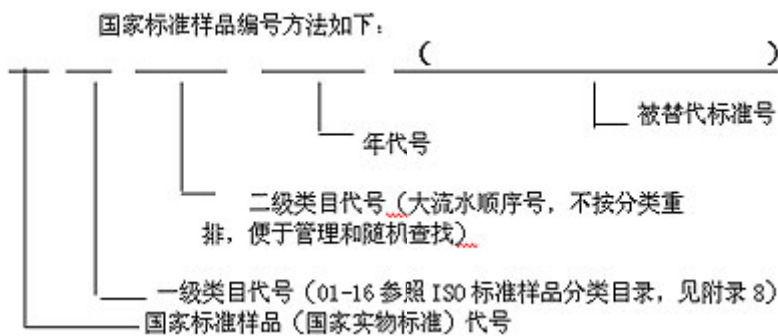 国家标准样品编号方法如下：
（ ）
被替代标准号
年代号
二级类目代号（大流水顺序号，不按分类重
排，便于管理和随机查找）
一级类目代号（01-16 参照 ISO 标准样品分类目录，见附录 8）
国家标准样品（国家实物标准）代号